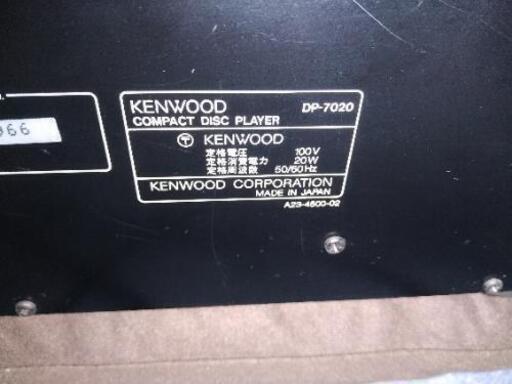 966
KENWOOD DP-7020
COMPACT DISC PLAYER
KENWOOD
定格電圧 100V
定格消費電力 20W
定格周波数 50/60Hz
KENWOOD CORPORATION
MADE IN JAPAN
A23-4500-02